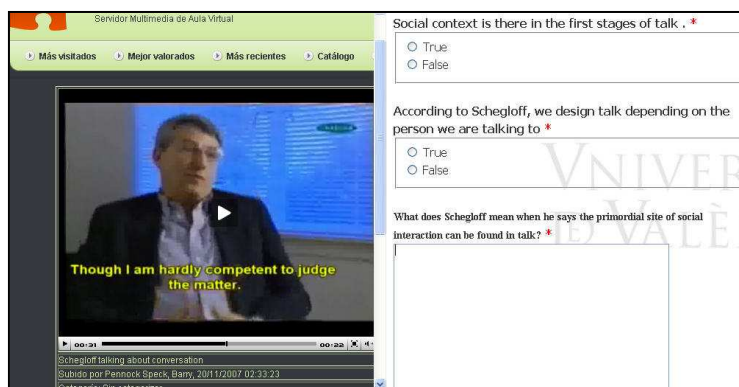 Servidor Multimedia de Aula Virtual
Más visitados
Mejor valorados
Más recientes
Catálogo
Though I am hardly competent to judge
the matter.
00:31
00:22
Schegloff talking about conversation
Subido por Pennock Speck, Barry, 20/11/2007 02:33:23
Social context is there in the first stages of talk . *
True
False
According to Schegloff, we design talk depending on the
person we are talking to *
True
False
What does Schegloff mean when he says the primordial site of social
interaction can be found in talk? *